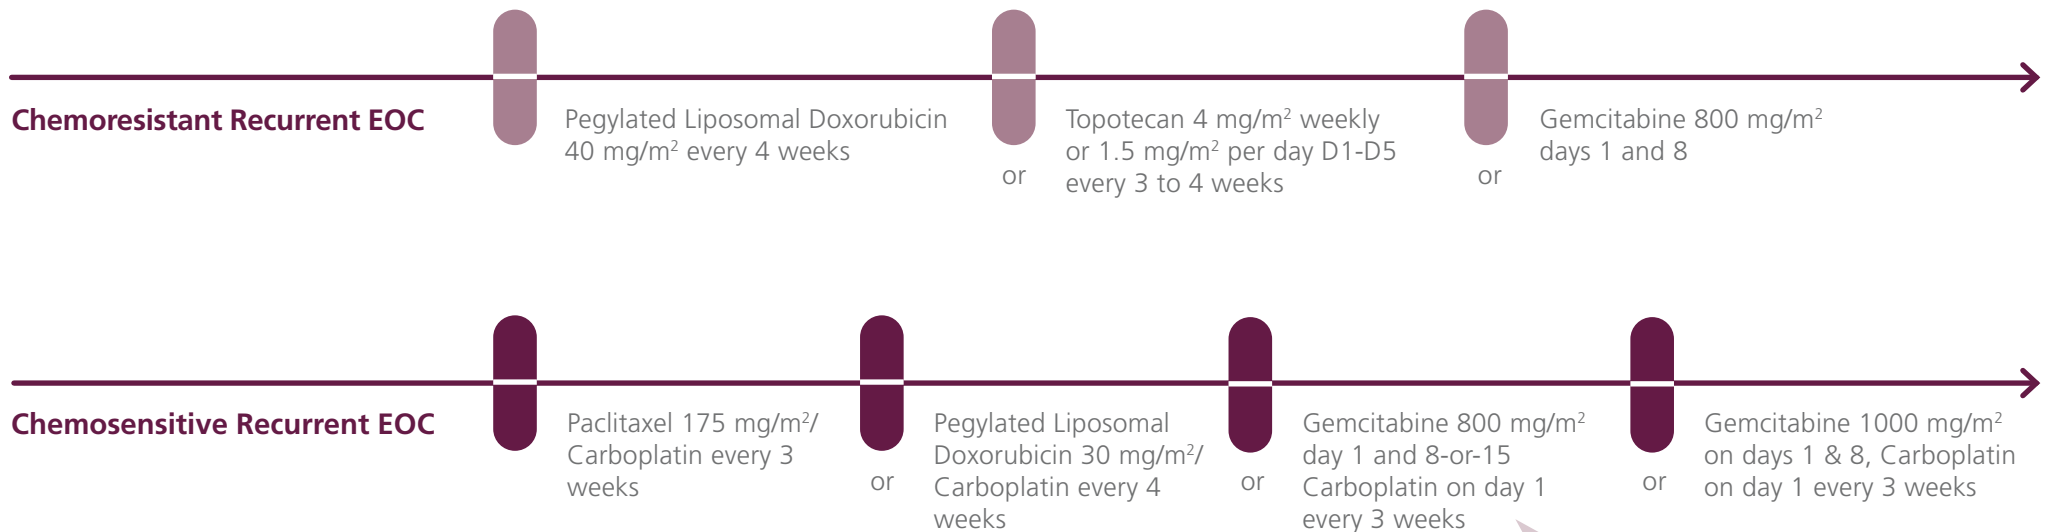 Chemoresistant Recurrent EOC
Pegylated Liposomal Doxorubicin
40 mg/m² every 4 weeks
or
Topotecan 4 mg/m² weekly
or 1.5 mg/m² per day D1-D5
every 3 to 4 weeks
or
Gemcitabine 800 mg/m²
days 1 and 8
Chemosensitive Recurrent EOC
Paclitaxel 175 mg/m²/
Carboplatin every 3
weeks
or
Pegylated Liposomal
Doxorubicin 30 mg/m²/
Carboplatin every 4
weeks
or
Gemcitabine 800 mg/m²
day 1 and 8-or-15
Carboplatin on day 1
every 3 weeks
or
Gemcitabine 1000 mg/m²
on days 1 & 8, Carboplatin
on day 1 every 3 weeks